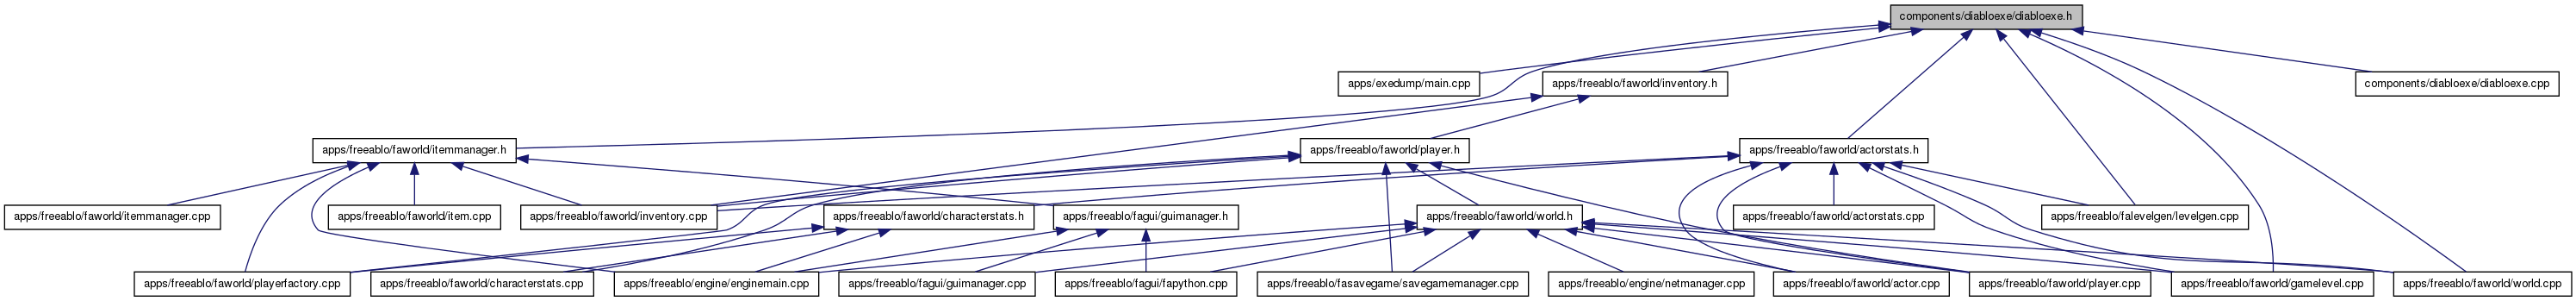 components/diabloexe/diabloexe.h
apps/exedump/main.cpp
apps/freeablo/faworld/inventory.h
components/diabloexe/diabloexe.cpp
apps/freeablo/faworld/itemmanager.h
apps/freeablo/faworld/player.h
apps/freeablo/faworld/actorstats.h
apps/freeablo/faworld/itemmanager.cpp
apps/freeablo/faworld/item.cpp
apps/freeablo/faworld/inventory.cpp
apps/freeablo/faworld/characterstats.h
apps/freeablo/fagui/guimanager.h
apps/freeablo/faworld/world.h
apps/freeablo/faworld/actorstats.cpp
apps/freeablo/falevelgen/levelgen.cpp
apps/freeablo/faworld/playerfactory.cpp
apps/freeablo/faworld/characterstats.cpp
apps/freeablo/engine/enginemain.cpp
apps/freeablo/fagui/guimanager.cpp
apps/freeablo/fagui/fapython.cpp
apps/freeablo/fasavegame/savegamemanager.cpp
apps/freeablo/engine/netmanager.cpp
apps/freeablo/faworld/actor.cpp
apps/freeablo/faworld/player.cpp
apps/freeablo/faworld/gamelevel.cpp
apps/freeablo/faworld/world.cpp